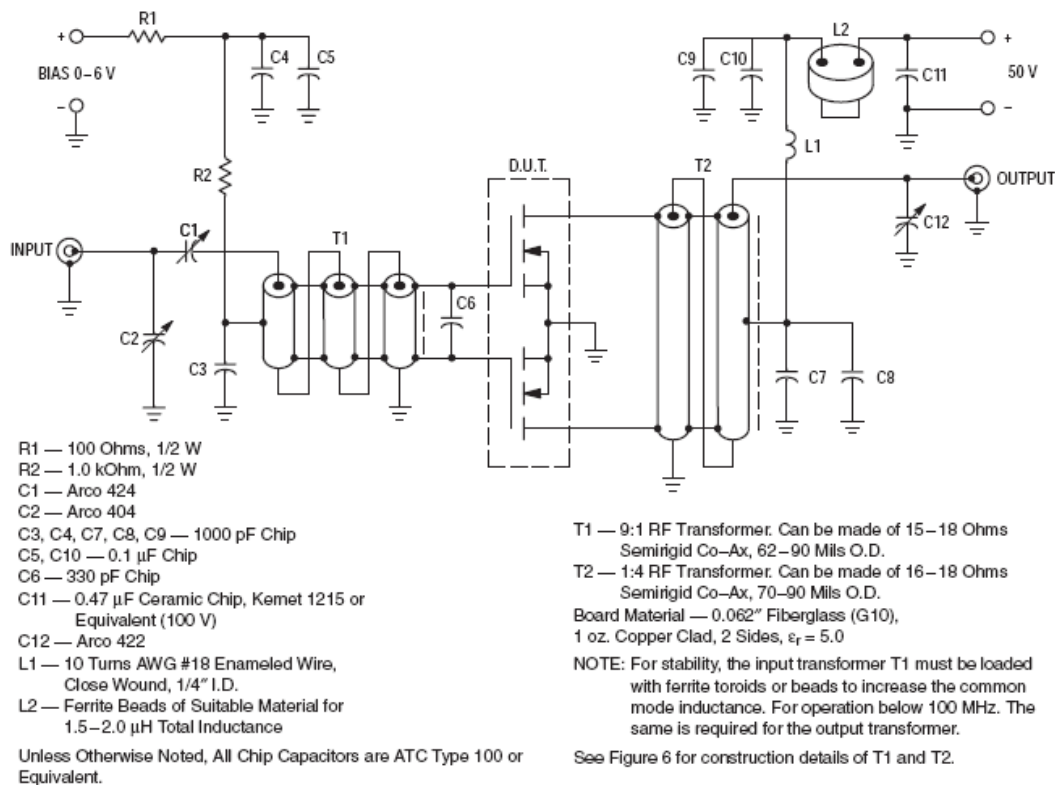 R1
+
BIAS 0–6 V
–
C4
C5
R2
INPUT
C1
C2
C3
T1
C6
D.U.T.
T2
C9
C10
L2
C11
+
50 V
–
L1
OUTPUT
C12
C7
C8
R1 — 100 Ohms, 1/2 W
R2 — 1.0 kOhm, 1/2 W
C1 — Arco 424
C2 — Arco 404
C3, C4, C7, C8, C9 — 1000 pF Chip
C5, C10 — 0.1 µF Chip
C6 — 330 pF Chip
C11 — 0.47 µF Ceramic Chip, Kemet 1215 or
Equivalent (100 V)
C12 — Arco 422
L1 — 10 Turns AWG #18 Enameled Wire,
Close Wound, 1/4″ I.D.
L2 — Ferrite Beads of Suitable Material for
1.5–2.0 µH Total Inductance
Unless Otherwise Noted, All Chip Capacitors are ATC Type 100 or
Equivalent.
T1 — 9:1 RF Transformer. Can be made of 15–18 Ohms
Semirigid Co–Ax, 62–90 Mils O.D.
T2 — 1:4 RF Transformer. Can be made of 16–18 Ohms
Semirigid Co–Ax, 70–90 Mils O.D.
Board Material — 0.062″ Fiberglass (G10),
1 oz. Copper Clad, 2 Sides, εr = 5.0
NOTE: For stability, the input transformer T1 must be loaded
with ferrite toroids or beads to increase the common
mode inductance. For operation below 100 MHz. The
same is required for the output transformer.
See Figure 6 for construction details of T1 and T2.